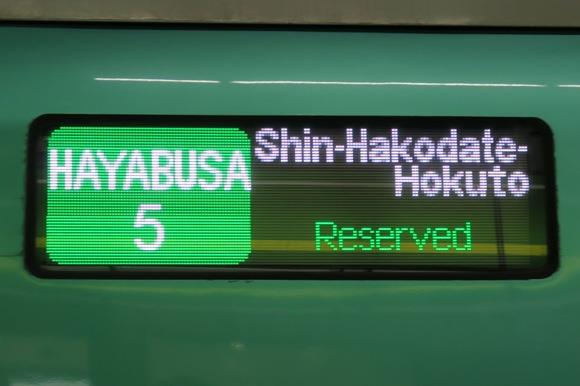 HAYABUSA
5
Shin-Hakodate-
Hokuto
Reserved